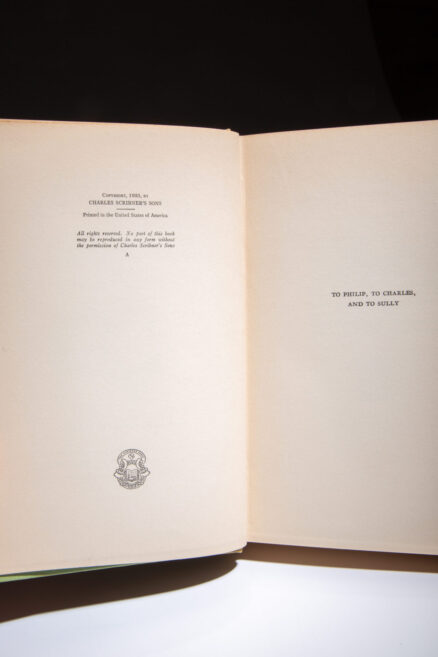 COPYRIGHT, 1935, BY
CHARLES SCRIBNER'S SONS
Printed in the United States of America
All rights reserved. No part of this book
may be reproduced in any form without
the permission of Charles Scribner's Sons
A
TO PHILIP, TO CHARLES,
AND TO SULLY